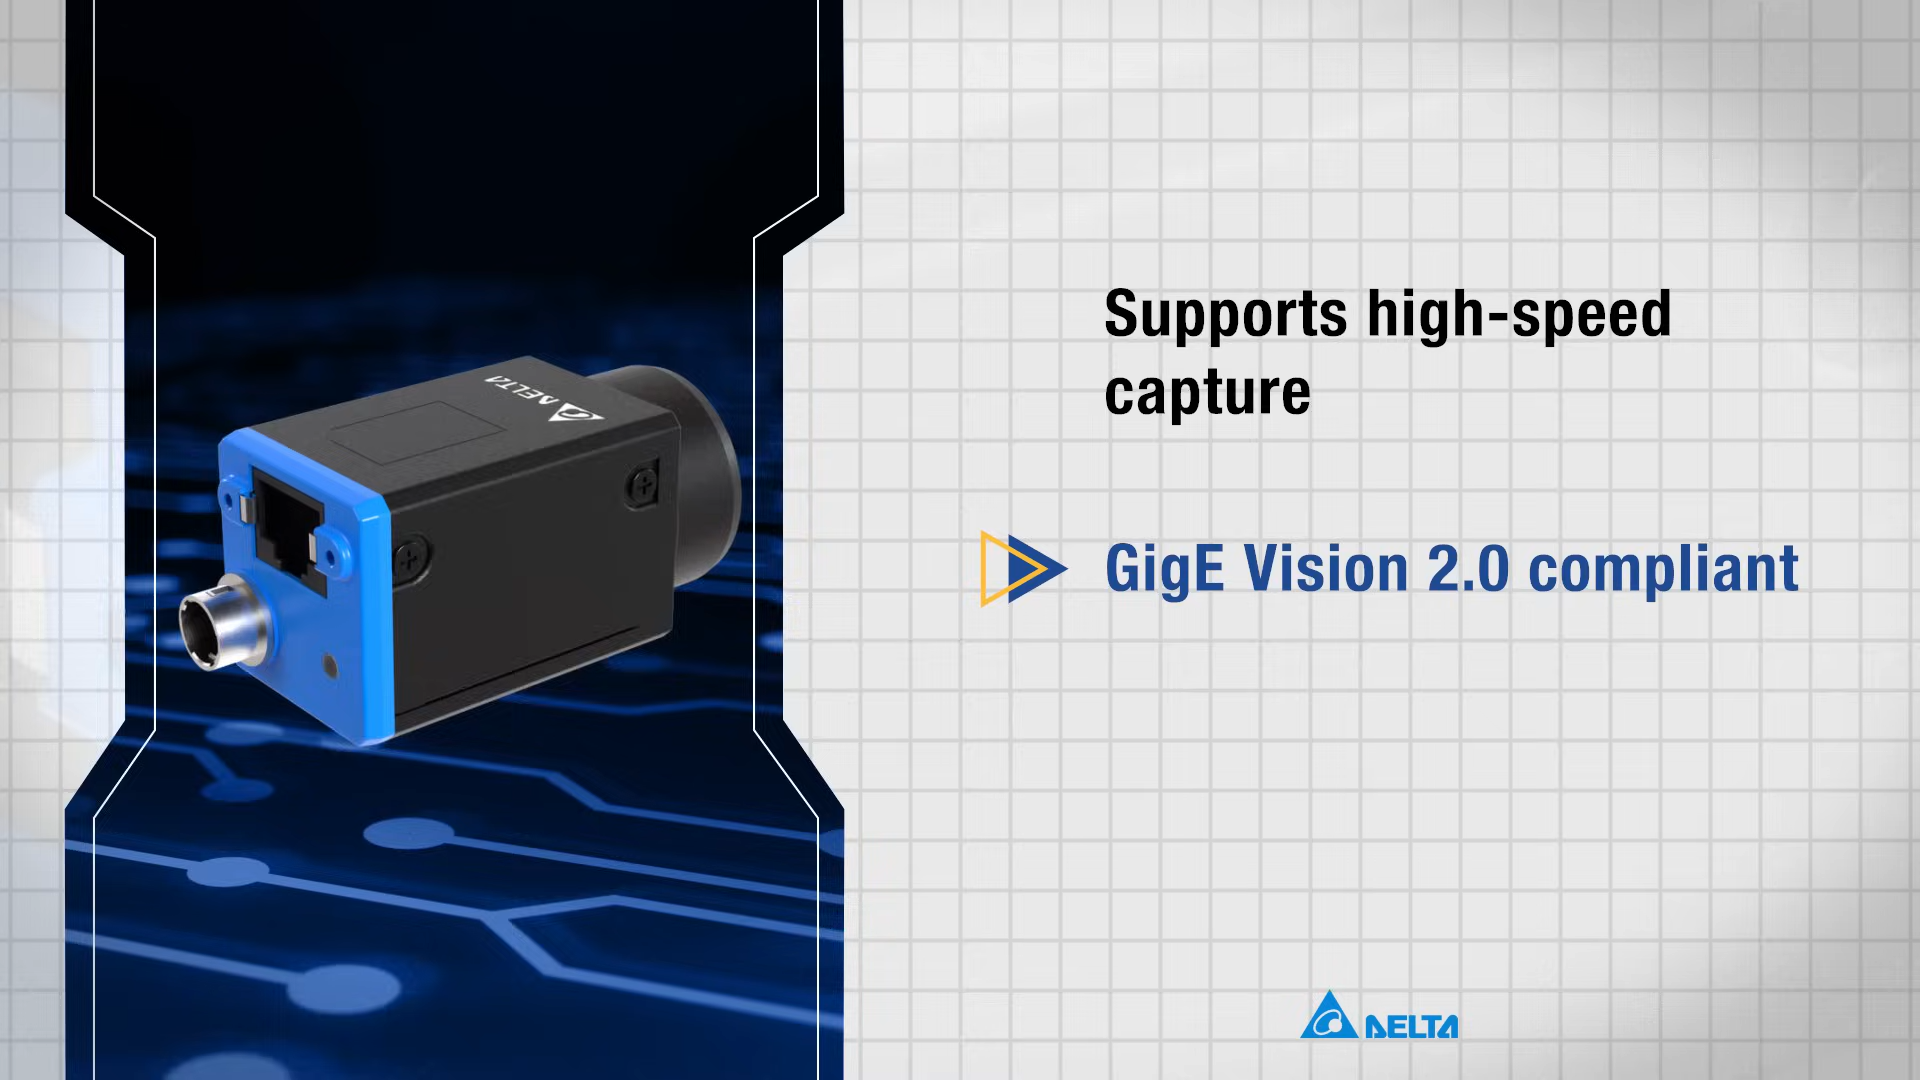 DELTA
Supports high-speed
capture
GigE Vision 2.0 compliant
DELTA